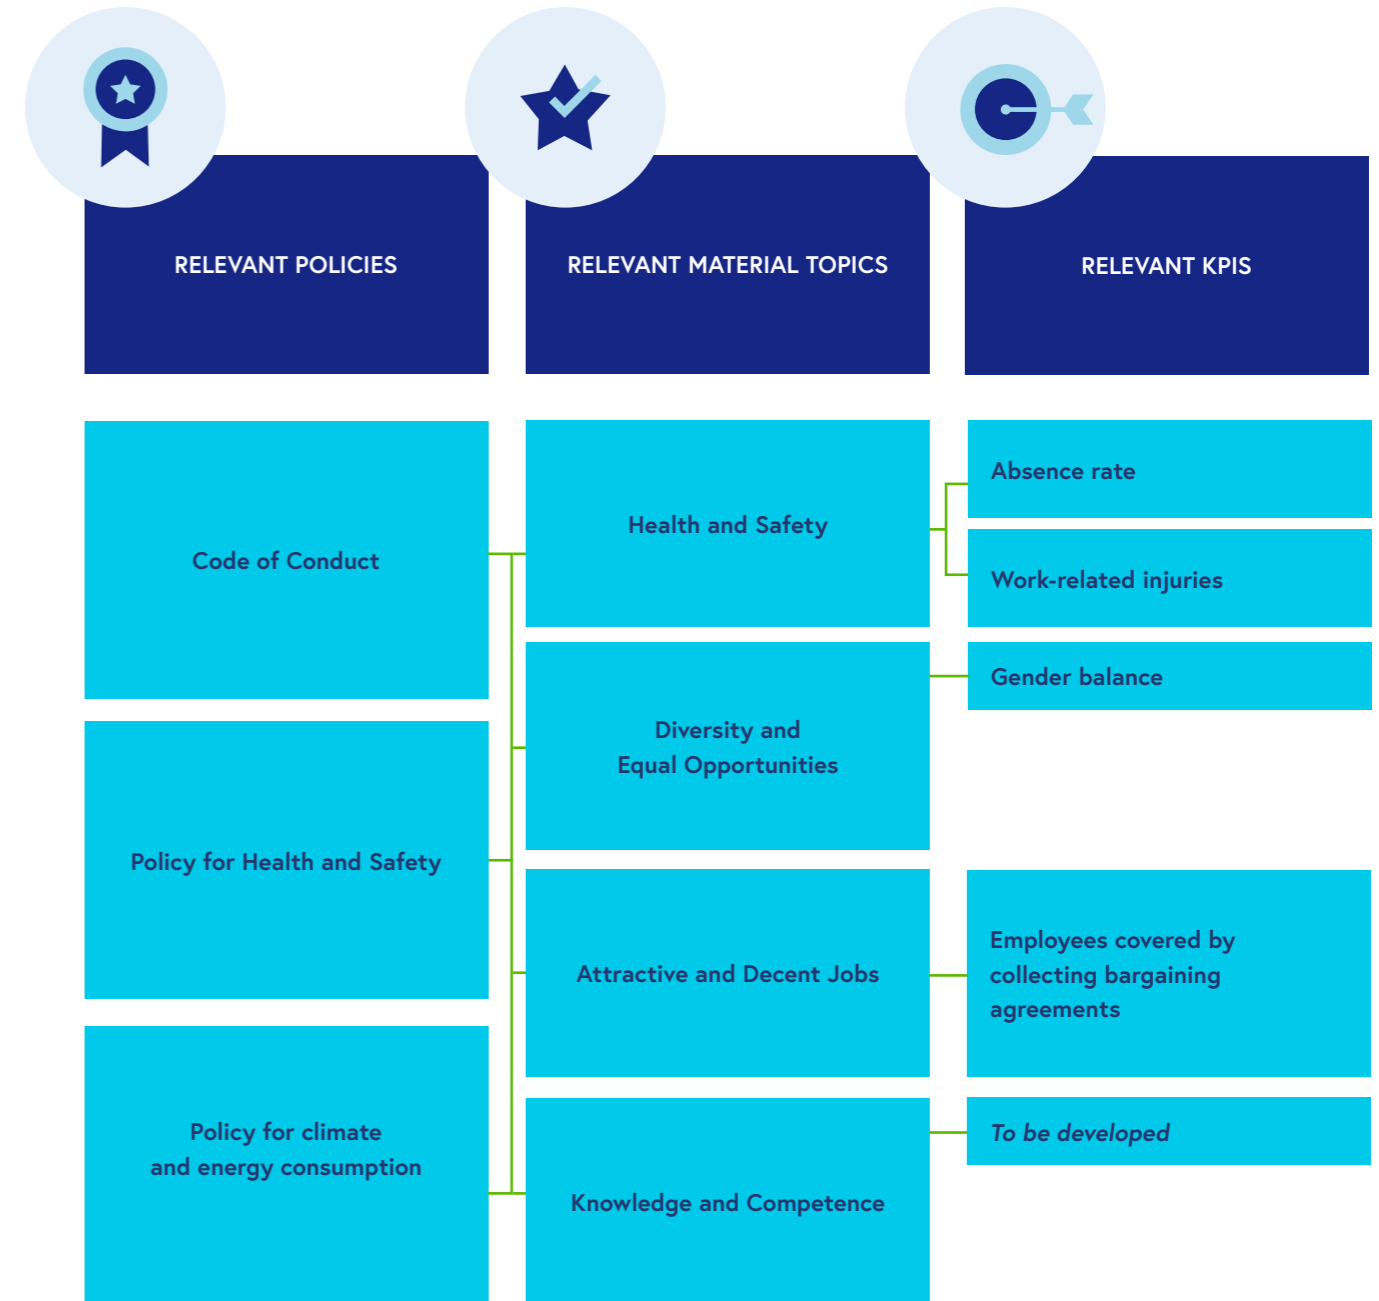 RELEVANT POLICIES
RELEVANT MATERIAL TOPICS
RELEVANT KPIS
Code of Conduct
Policy for Health and Safety
Policy for climate
and energy consumption
Health and Safety
Diversity and
Equal Opportunities
Attractive and Decent Jobs
Knowledge and Competence
Absence rate
Work-related injuries
Gender balance
Employees covered by
collecting bargaining
agreements
To be developed